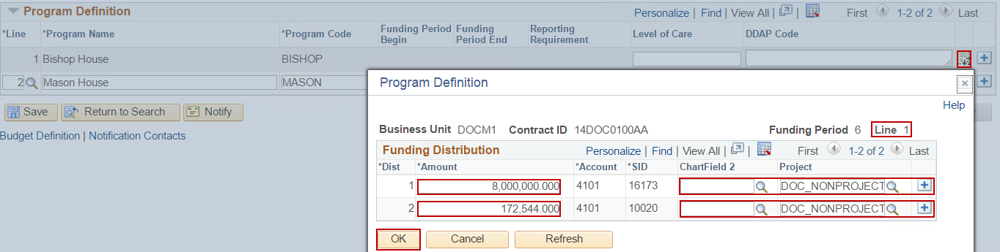 Program Definition
Personalize | Find | View All | | First 1-2 of 2 Last
*Line *Program Name *Program Code Funding Period Begin Funding Period End Reporting Requirement Level of Care DDAP Code
1 Bishop House BISHOP
2 Mason House MASON
Save Return to Search Notify
Budget Definition | Notification Contacts
Program Definition
Help
Business Unit DOCM1 Contract ID 14DOC0100AA Funding Period 6 Line 1
Funding Distribution Personalize | Find | View All | | First 1-2 of 2 Last
*Dist *Amount *Account *SID ChartField 2 Project
1 8,000,000.000 4101 16173 DOC_NONPROJECT
2 172,544.000 4101 10020 DOC_NONPROJECT
OK Cancel Refresh